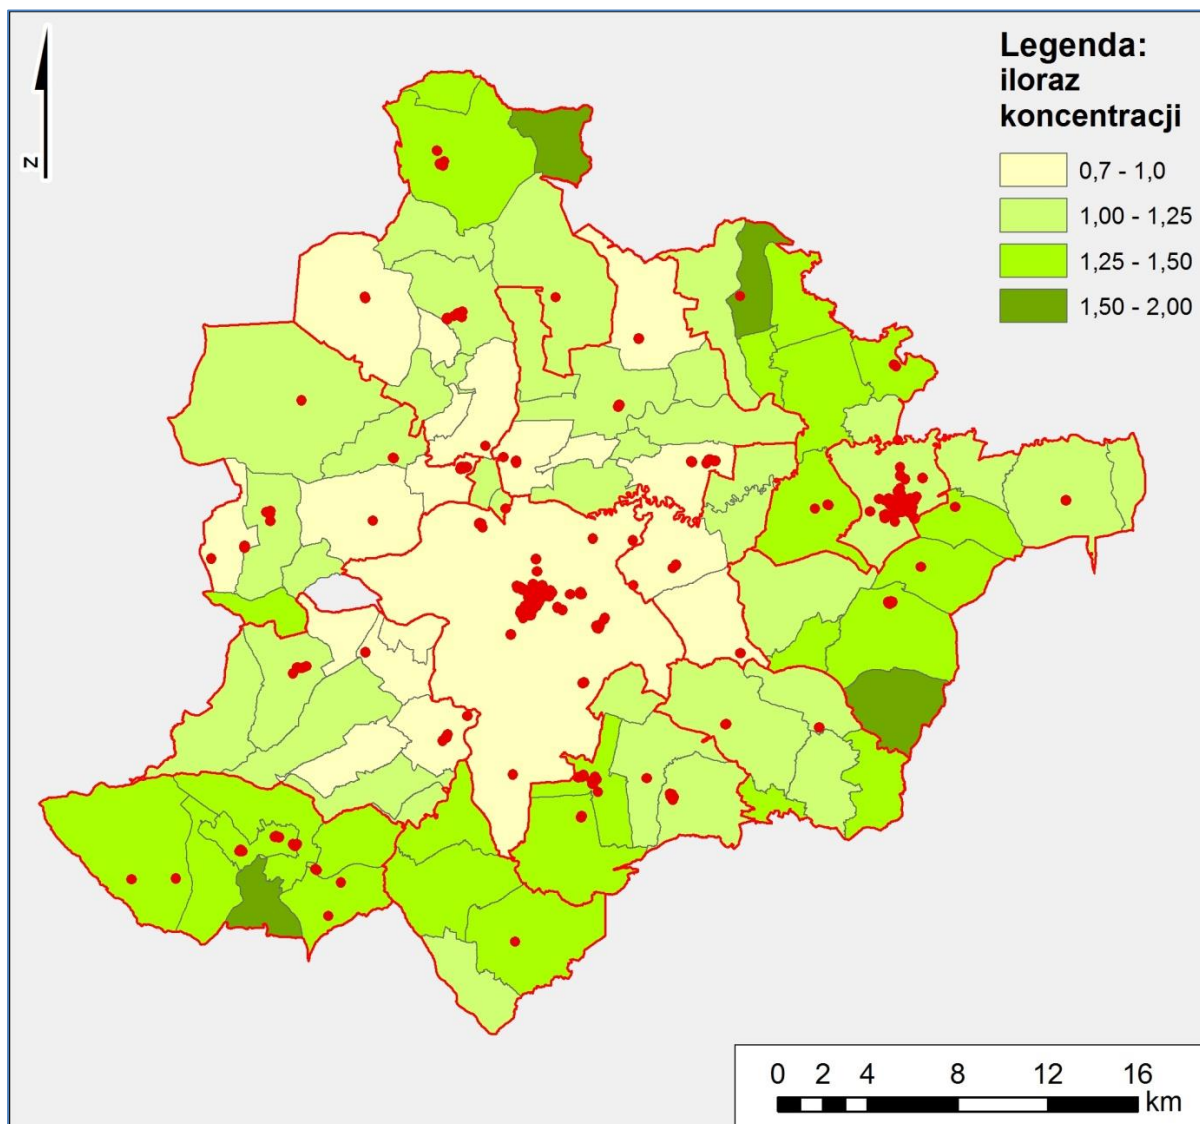 Legenda:
iloraz
koncentracji
0,7 - 1,0
1,00 - 1,25
1,25 - 1,50
1,50 - 2,00
N
0 2 4 8 12 16
km